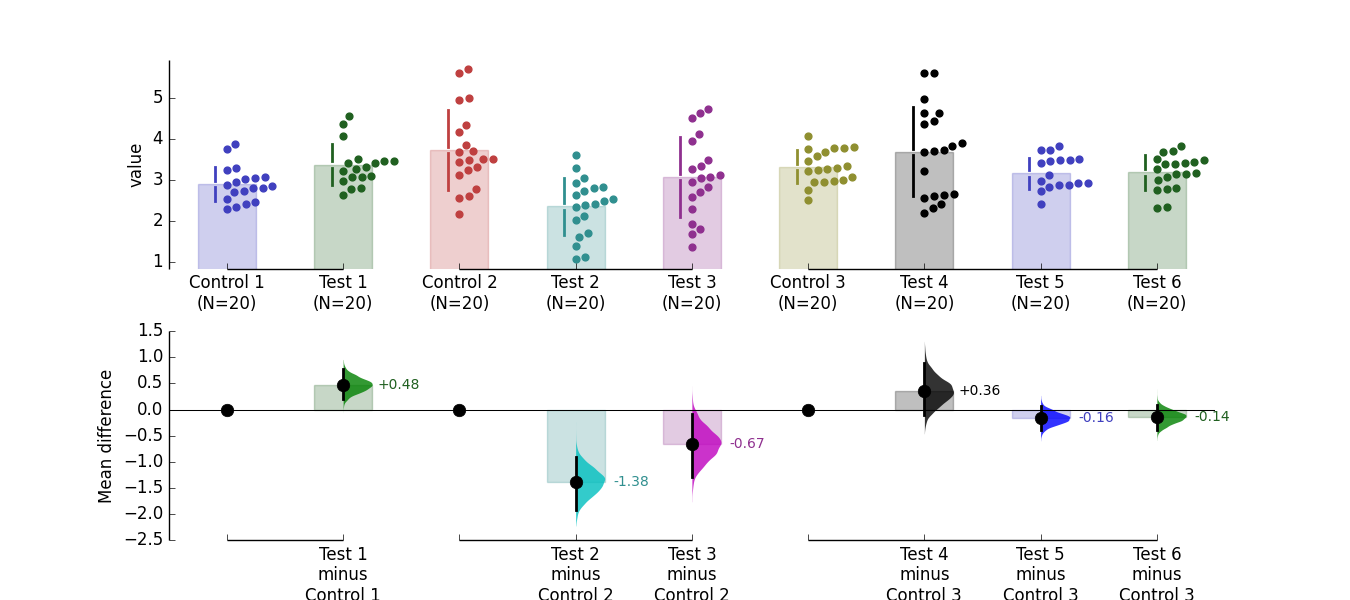 value
5
4
3
2
1
Control 1 Test 1 Control 2 Test 2 Test 3 Control 3 Test 4 Test 5 Test 6
(N=20) (N=20) (N=20) (N=20) (N=20) (N=20) (N=20) (N=20) (N=20)
Mean difference
1.5
1.0
0.5
0.0
−0.5
−1.0
−1.5
−2.0
−2.5
+0.48
-1.38
-0.67
+0.36
-0.16
-0.14
Test 1 Test 2 Test 3 Test 4 Test 5 Test 6
minus minus minus minus minus minus
Control 1 Control 2 Control 2 Control 3 Control 3 Control 3